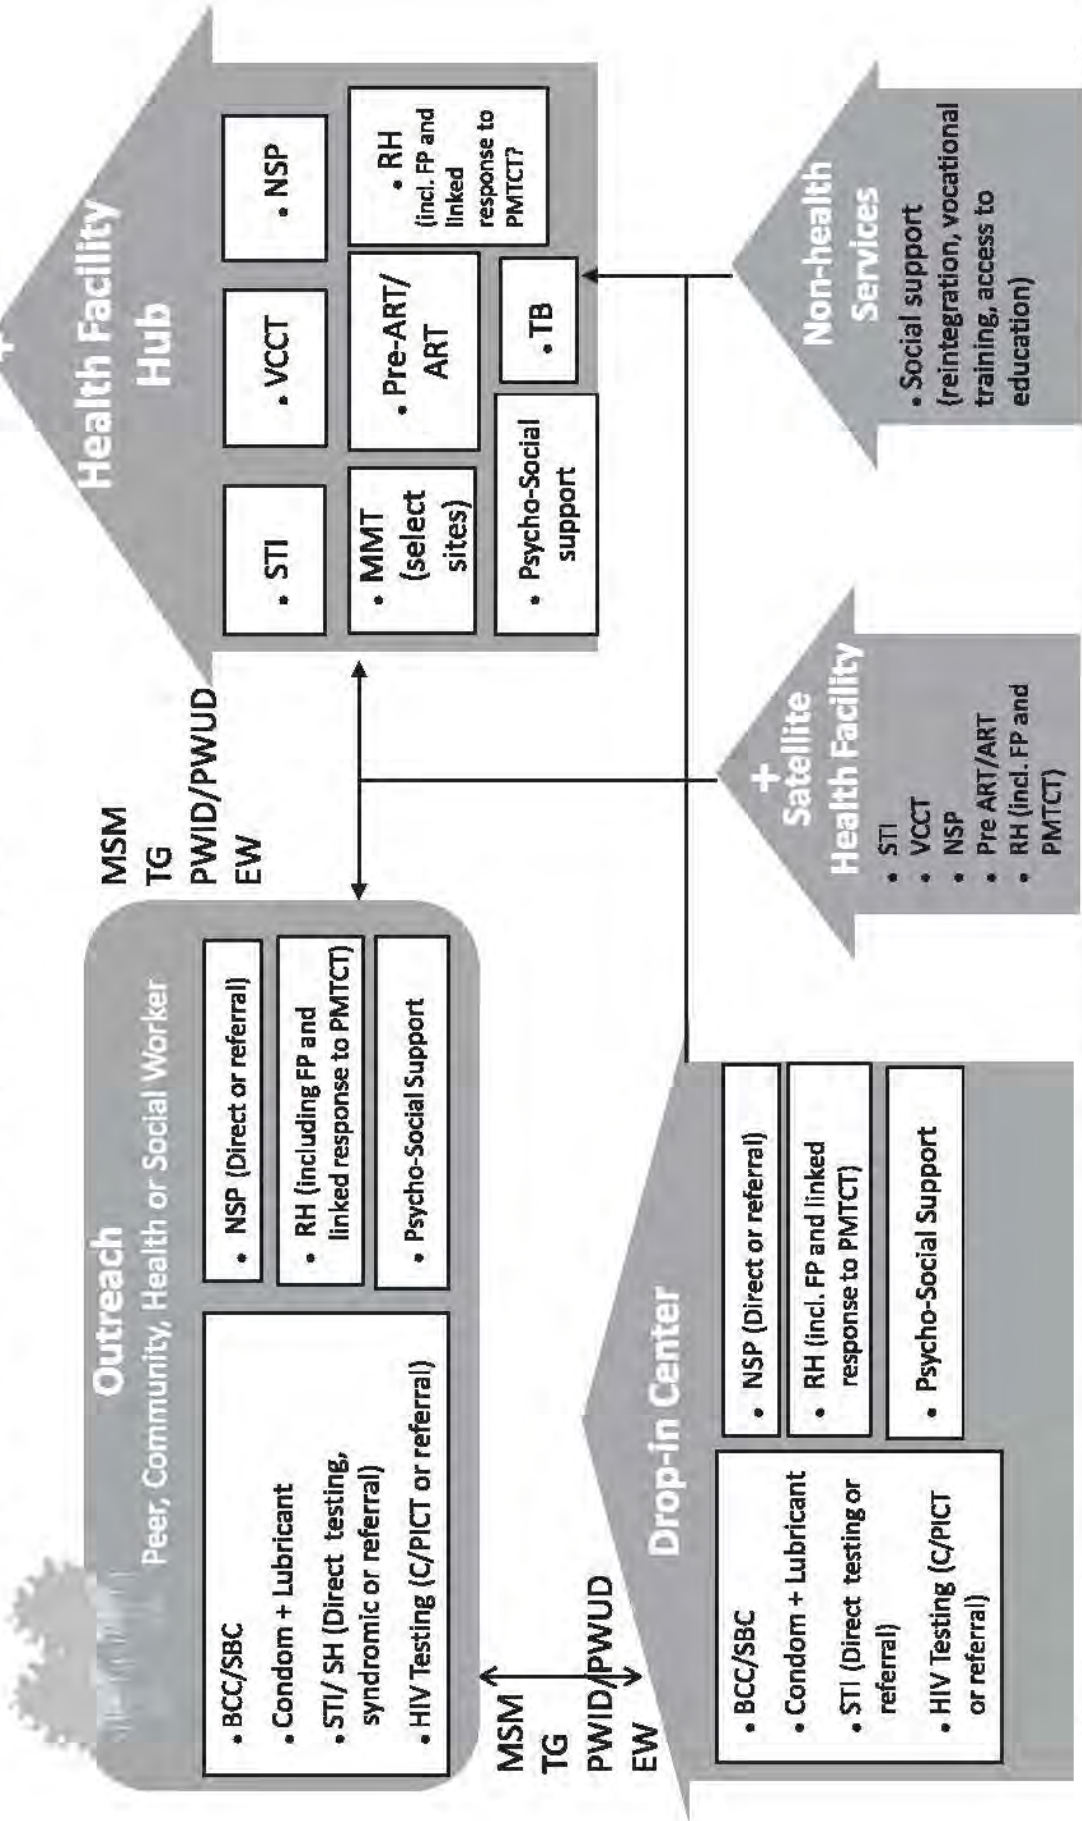 Outreach
Peer, Community, Health or Social Worker
• BCC/SBC
• Condom + Lubricant
• STI/ SH (Direct testing,
syndromic or referral)
• HIV Testing (C/PICT or referral)
• NSP (Direct or referral)
• RH (including FP and
linked response to PMTCT)
• Psycho-Social Support
MSM
TG
PWID/PWUD
EW
+
Health Facility
Hub
• STI
• VCCT
• NSP
• MMT
(select
sites)
• Pre-ART/
ART
• RH
(incl. FP and
linked
response to
PMTCT?
• Psycho-Social
support
• TB
MSM
TG
PWID/PWUD
EW
Drop-in Center
• BCC/SBC
• Condom + Lubricant
• STI (Direct testing or
referral)
• HIV Testing (C/PICT
or referral)
• NSP (Direct or referral)
• RH (incl. FP and linked
response to PMTCT)
• Psycho-Social Support
+
Satellite
Health Facility
• STI
• VCCT
• NSP
• Pre ART/ART
• RH (incl. FP and
PMTCT)
Non-health
Services
• Social support
(reintegration, vocational
training, access to
education)